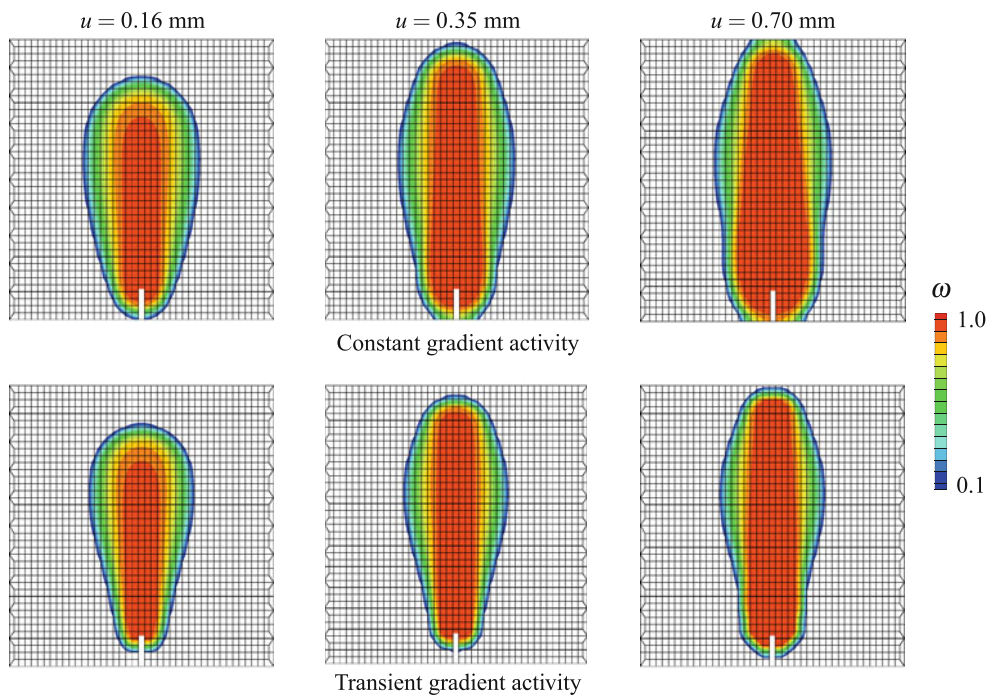 u = 0.16 mm
u = 0.35 mm
u = 0.70 mm
Constant gradient activity
ω
1.0
0.1
Transient gradient activity